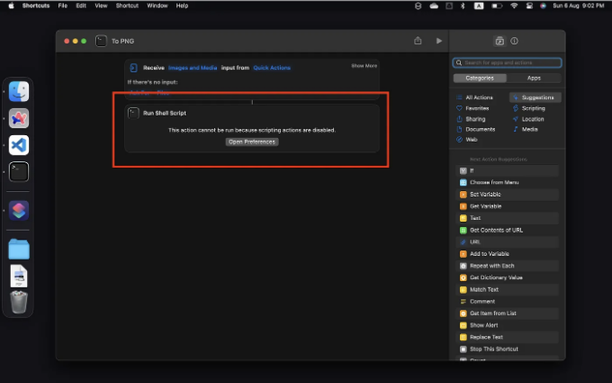 Shortcuts File Edit View Shortcut Window Help
A
Sun 6 Aug 9:02 PM
To PNG
Receive Images and Media input from Quick Actions Show More
If there's no input:
Run Shell Script
This action cannot be run because scripting actions are disabled.
Open Preferences
Search for apps and actions
Categories Apps
All Actions Suggestions
Favorites Scripting
Sharing Location
Documents Media
Web
Next Action Suggestions
If
Choose from Menu
Set Variable
Get Variable
Text
Get Contents of URL
URL
Add to Variable
Repeat with Each
Get Dictionary Value
Match Text
Comment
Get Item from List
Show Alert
Replace Text
Stop This Shortcut
Count